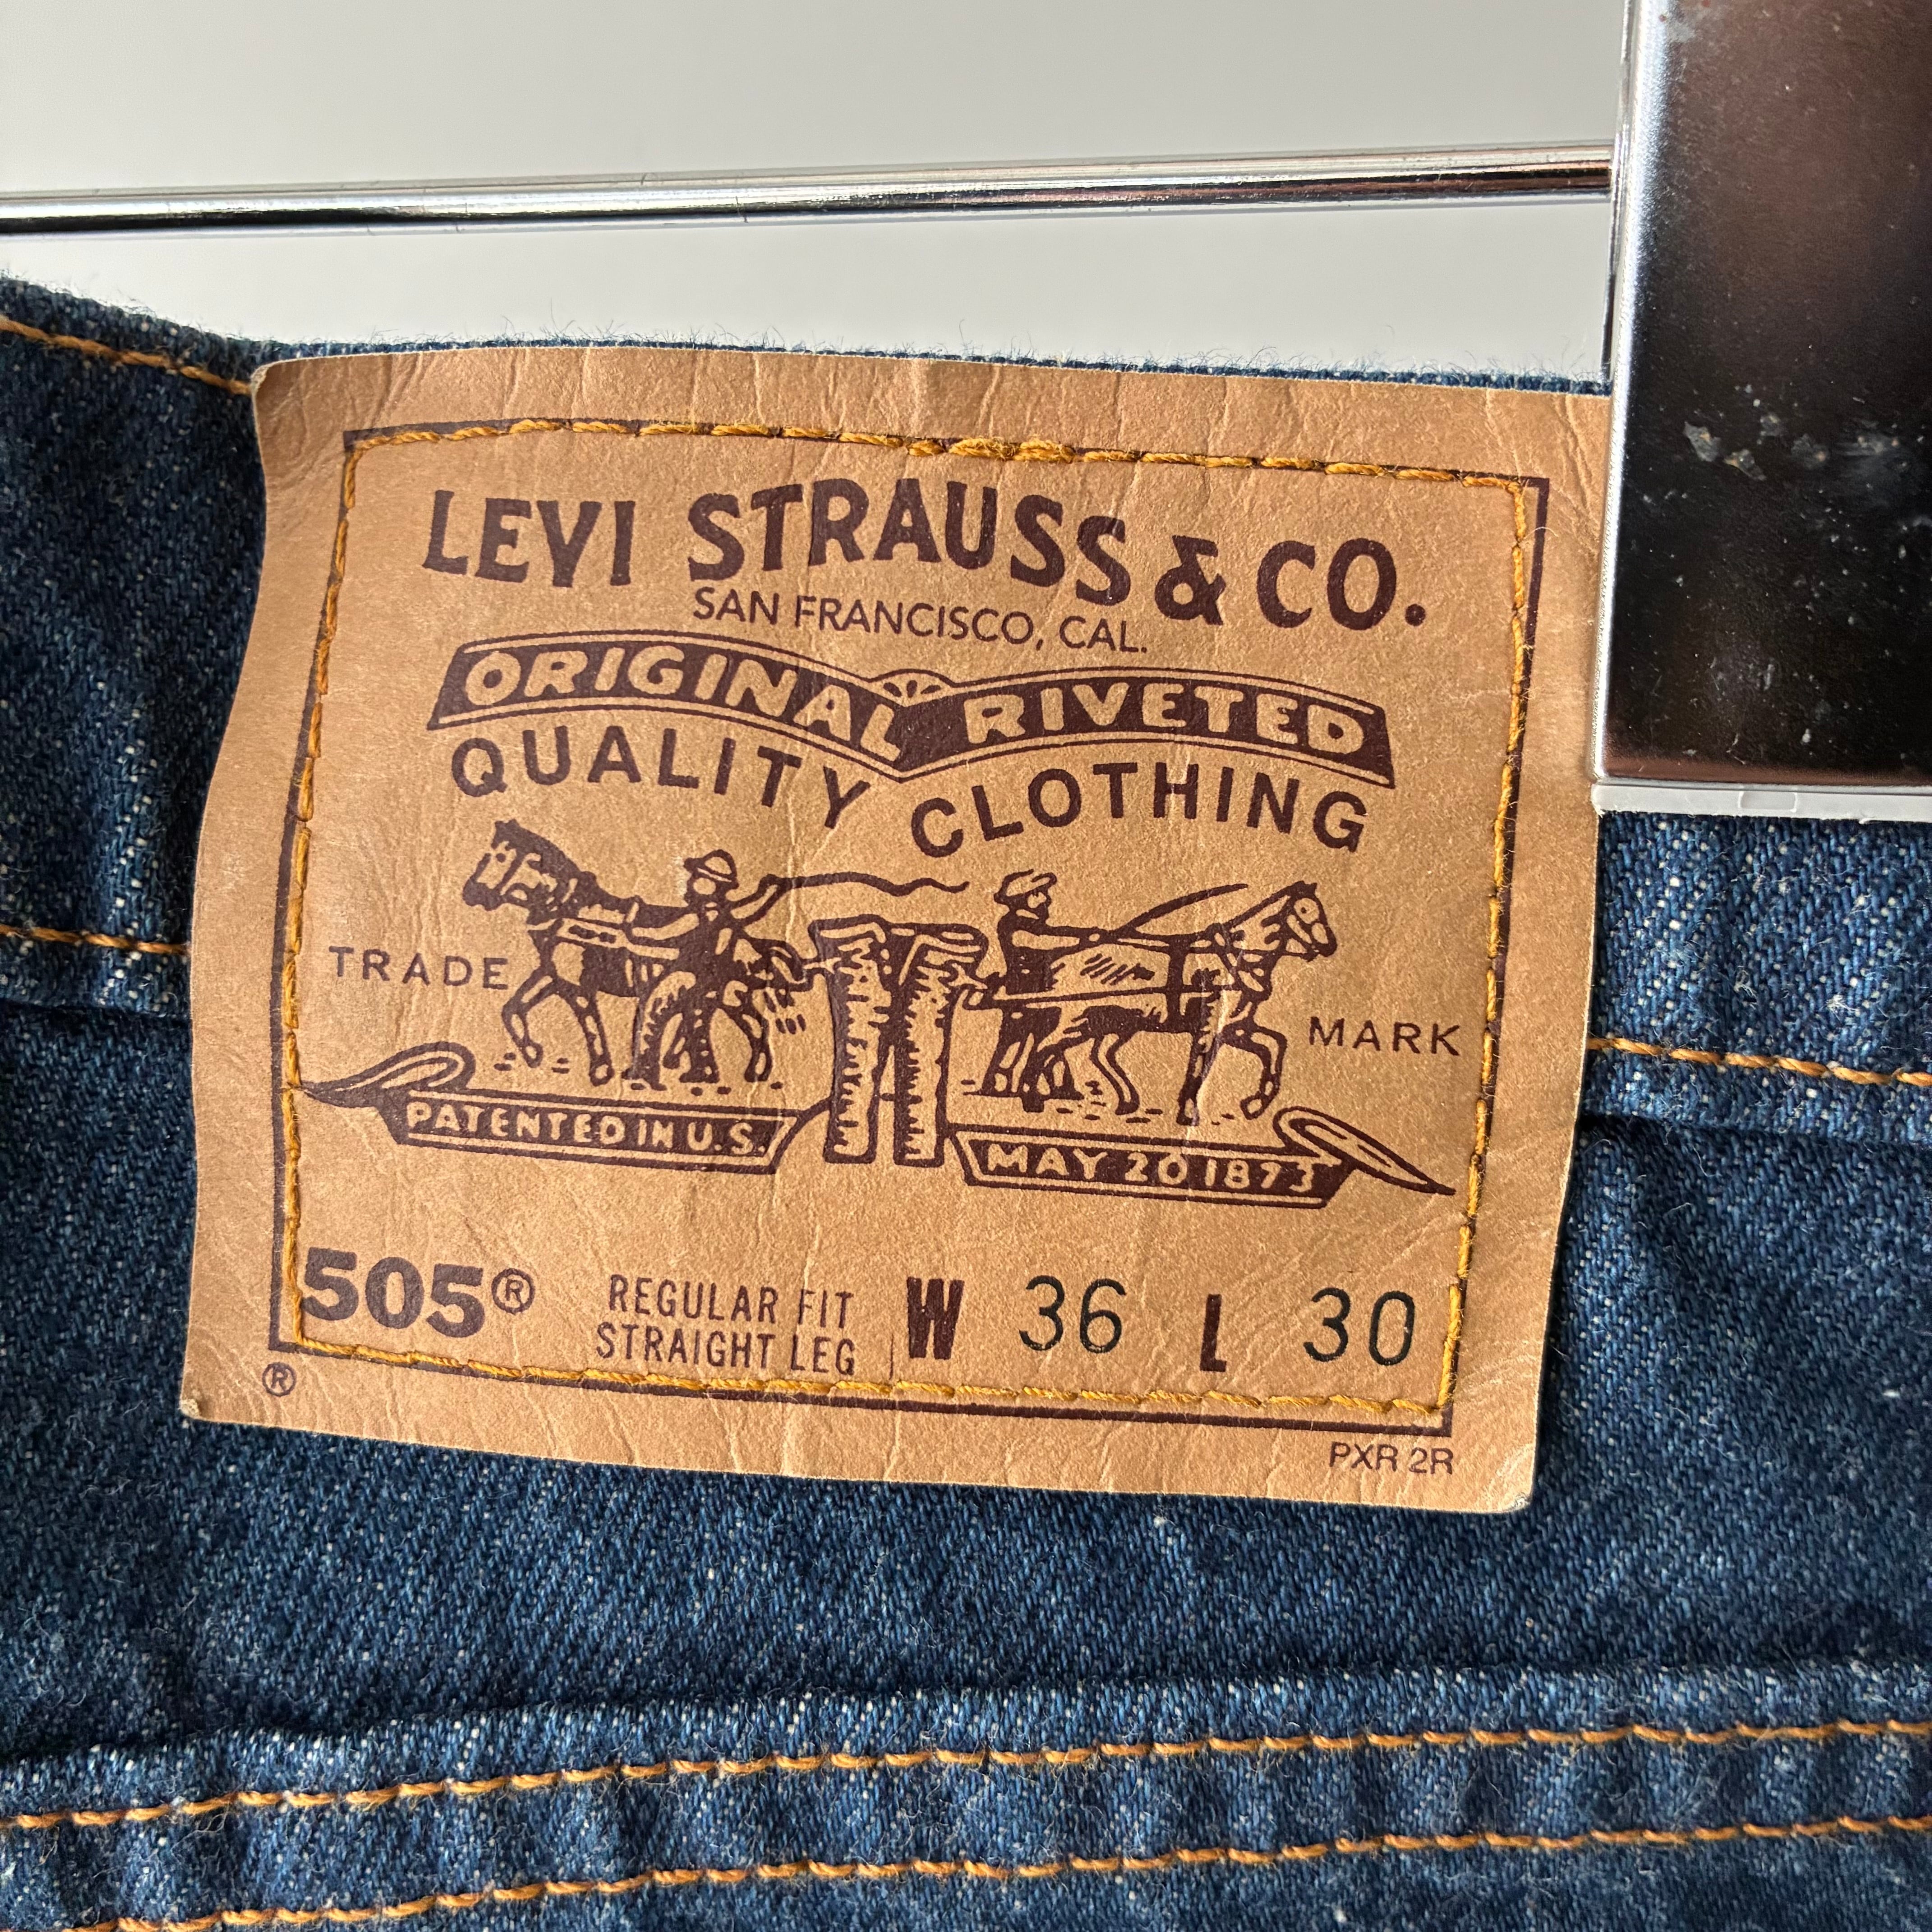 LEVI STRAUSS & CO.
SAN FRANCISCO, CAL.
ORIGINAL RIVETED
QUALITY CLOTHING
TRADE MARK
PATENTED IN U.S. MAY 20 1873
505® REGULAR FIT W 36 L 30
STRAIGHT LEG
®
PXR 2R